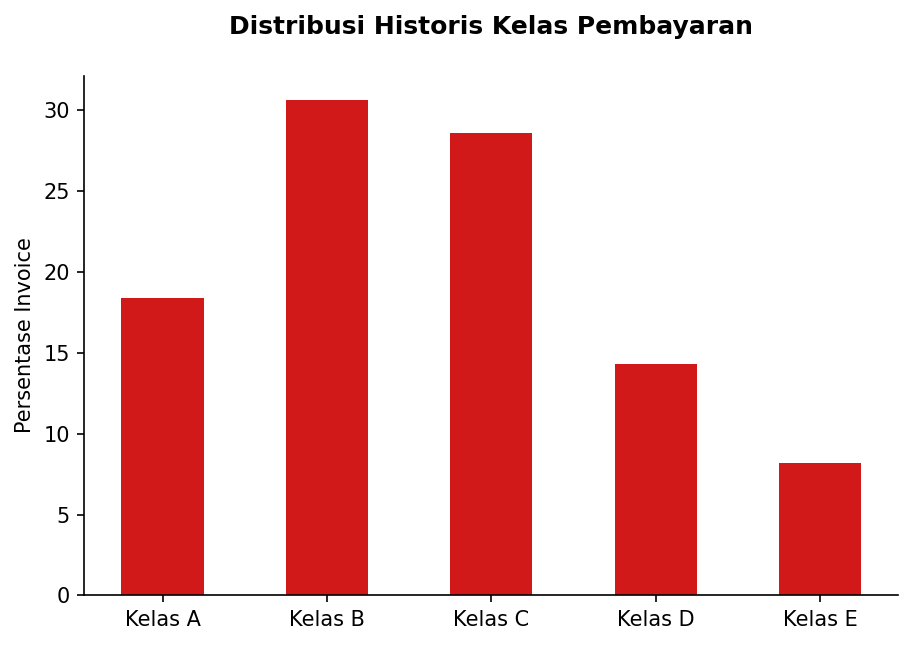 Distribusi Historis Kelas Pembayaran
Persentase Invoice
30
25
20
15
10
5
0
Kelas A
Kelas B
Kelas C
Kelas D
Kelas E